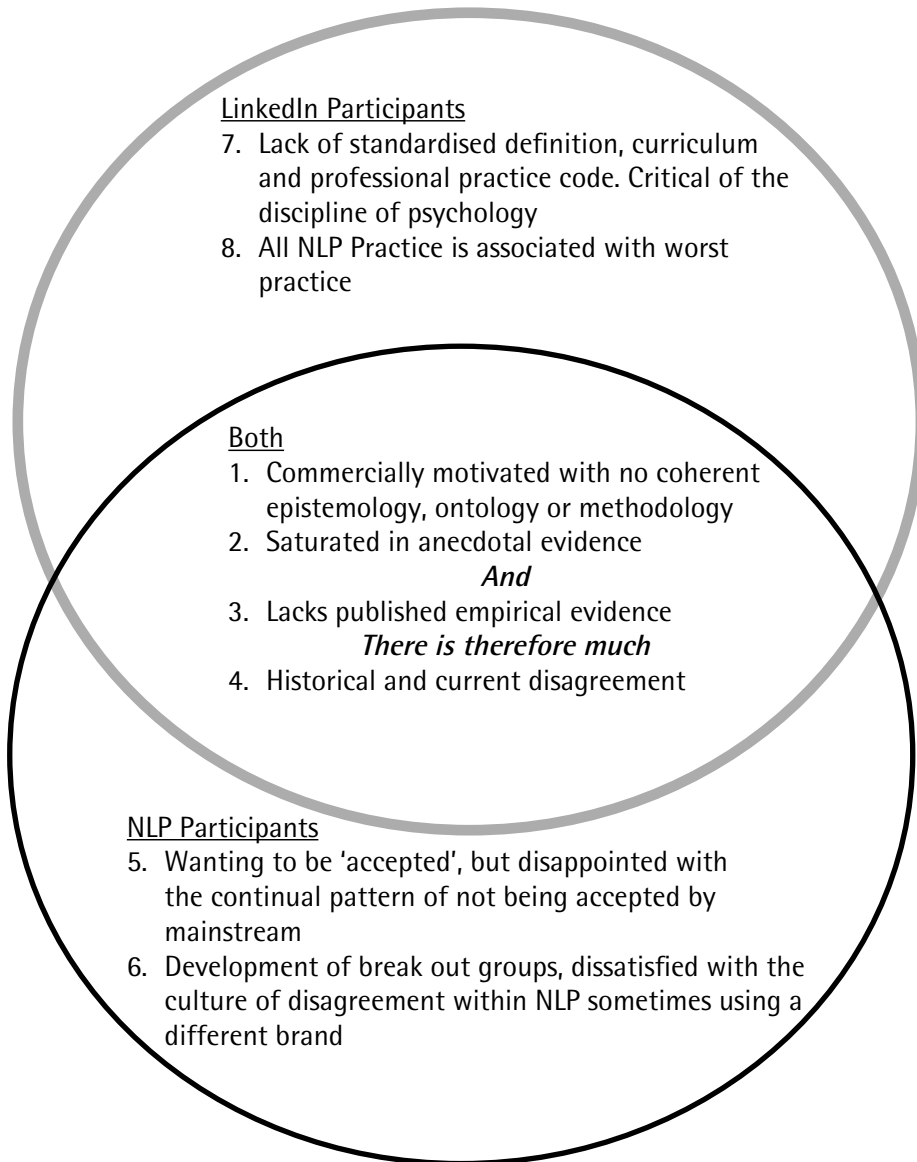 LinkedIn Participants
7. Lack of standardised definition, curriculum
and professional practice code. Critical of the
discipline of psychology
8. All NLP Practice is associated with worst
practice
Both
1. Commercially motivated with no coherent
epistemology, ontology or methodology
2. Saturated in anecdotal evidence
And
3. Lacks published empirical evidence
There is therefore much
4. Historical and current disagreement
NLP Participants
5. Wanting to be ‘accepted’, but disappointed with
the continual pattern of not being accepted by
mainstream
6. Development of break out groups, dissatisfied with the
culture of disagreement within NLP sometimes using a
different brand